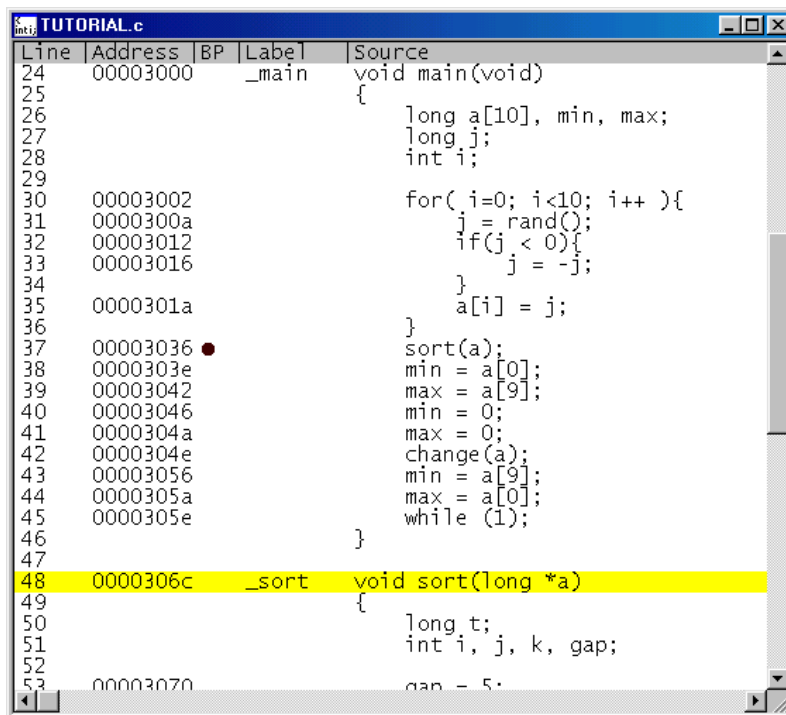 TUTORIAL.c
Line |Address |BP |Label |Source
24 00003000 _main void main(void)
25 {
26 long a[10], min, max;
27 long j;
28 int i;
29
30 00003002 for( i=0; i<10; i++ ){
31 0000300a j = rand();
32 00003012 if(j < 0){
33 00003016 j = -j;
34 }
35 0000301a a[i] = j;
36 }
37 00003036 sort(a);
38 0000303e min = a[0];
39 00003042 max = a[9];
40 00003046 min = 0;
41 0000304a max = 0;
42 0000304e change(a);
43 00003056 min = a[9];
44 0000305a max = a[0];
45 0000305e while (1);
46 }
47
48 0000306c _sort void sort(long *a)
49 {
50 long t;
51 int i, j, k, gap;
52
53 00003070 gap = 5;